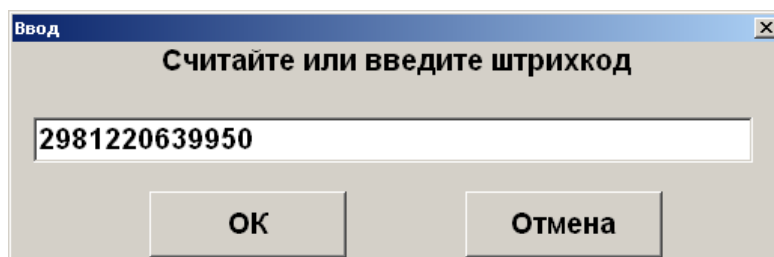 Ввод
Считайте или введите штрихкод
2981220639950
ОК
Отмена